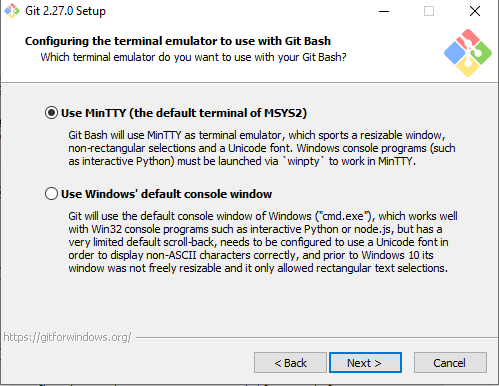 Git 2.27.0 Setup
Configuring the terminal emulator to use with Git Bash
Which terminal emulator do you want to use with your Git Bash?
Use MinTTY (the default terminal of MSYS2)
Git Bash will use MinTTY as terminal emulator, which sports a resizable window,
non-rectangular selections and a Unicode font. Windows console programs (such
as interactive Python) must be launched via `winpty` to work in MinTTY.
Use Windows' default console window
Git will use the default console window of Windows ("cmd.exe"), which works well
with Win32 console programs such as interactive Python or node.js, but has a
very limited default scroll-back, needs to be configured to use a Unicode font in
order to display non-ASCII characters correctly, and prior to Windows 10 its
window was not freely resizable and it only allowed rectangular text selections.
https://gitforwindows.org/
< Back
Next >
Cancel